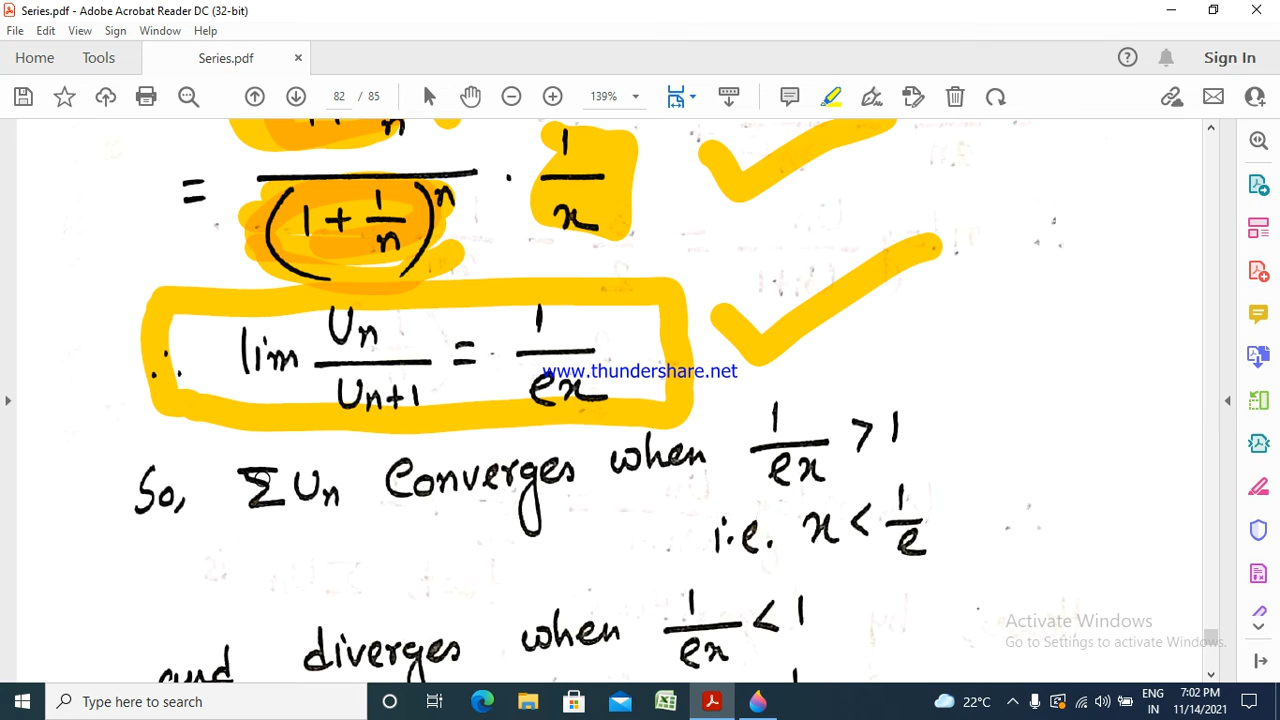 Series.pdf - Adobe Acrobat Reader DC (32-bit)
File Edit View Sign Window Help
Home Tools Series.pdf × Sign In
82 / 85 139%
= / (1 + 1/n)^n · 1/x
∴ lim Un/Un+1 = 1/ex
www.thundershare.net
So, Σ Un Converges when 1/ex > 1
i.e. x < 1/e
and diverges when 1/ex < 1
Activate Windows
Go to Settings to activate Windows.
Type here to search
22°C ENG 7:02 PM
IN 11/14/2021